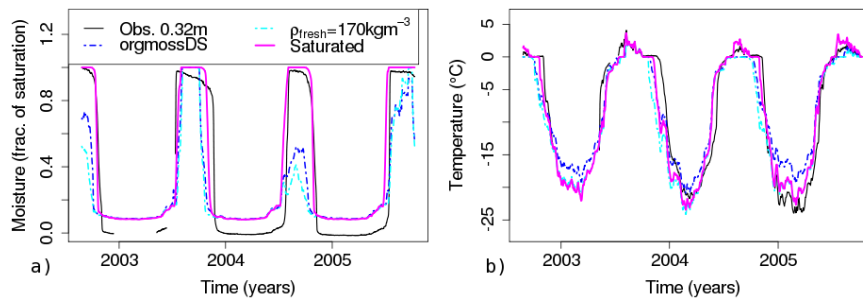 Obs. 0.32m
orgmossDS
ρfresh=170kgm⁻³
Saturated
Moisture (frac. of saturation)
1.2
0.8
0.4
0.0
2003 2004 2005
Time (years)
a)
Temperature (°C)
5
0
-5
-15
-25
2003 2004 2005
Time (years)
b)